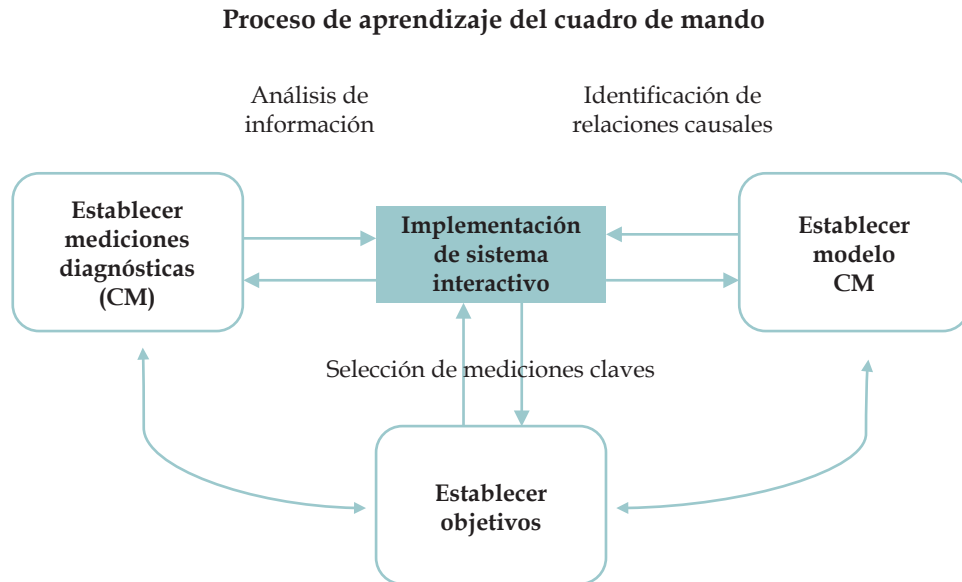 Proceso de aprendizaje del cuadro de mando
Análisis de
información
Identificación de
relaciones causales
Establecer
mediciones
diagnósticas
(CM)
Implementación
de sistema
interactivo
Establecer
modelo
CM
Selección de mediciones claves
Establecer
objetivos